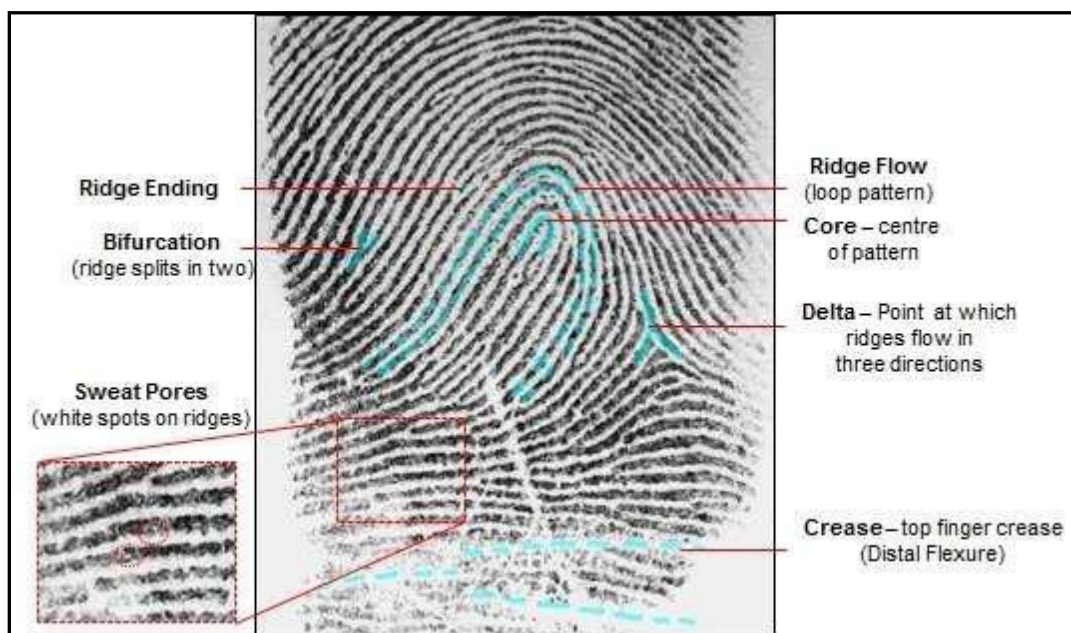 Ridge Ending
Bifurcation
(ridge splits in two)
Sweat Pores
(white spots on ridges)
Ridge Flow
(loop pattern)
Core – centre
of pattern
Delta – Point at which
ridges flow in
three directions
Crease – top finger crease
(Distal Flexure)